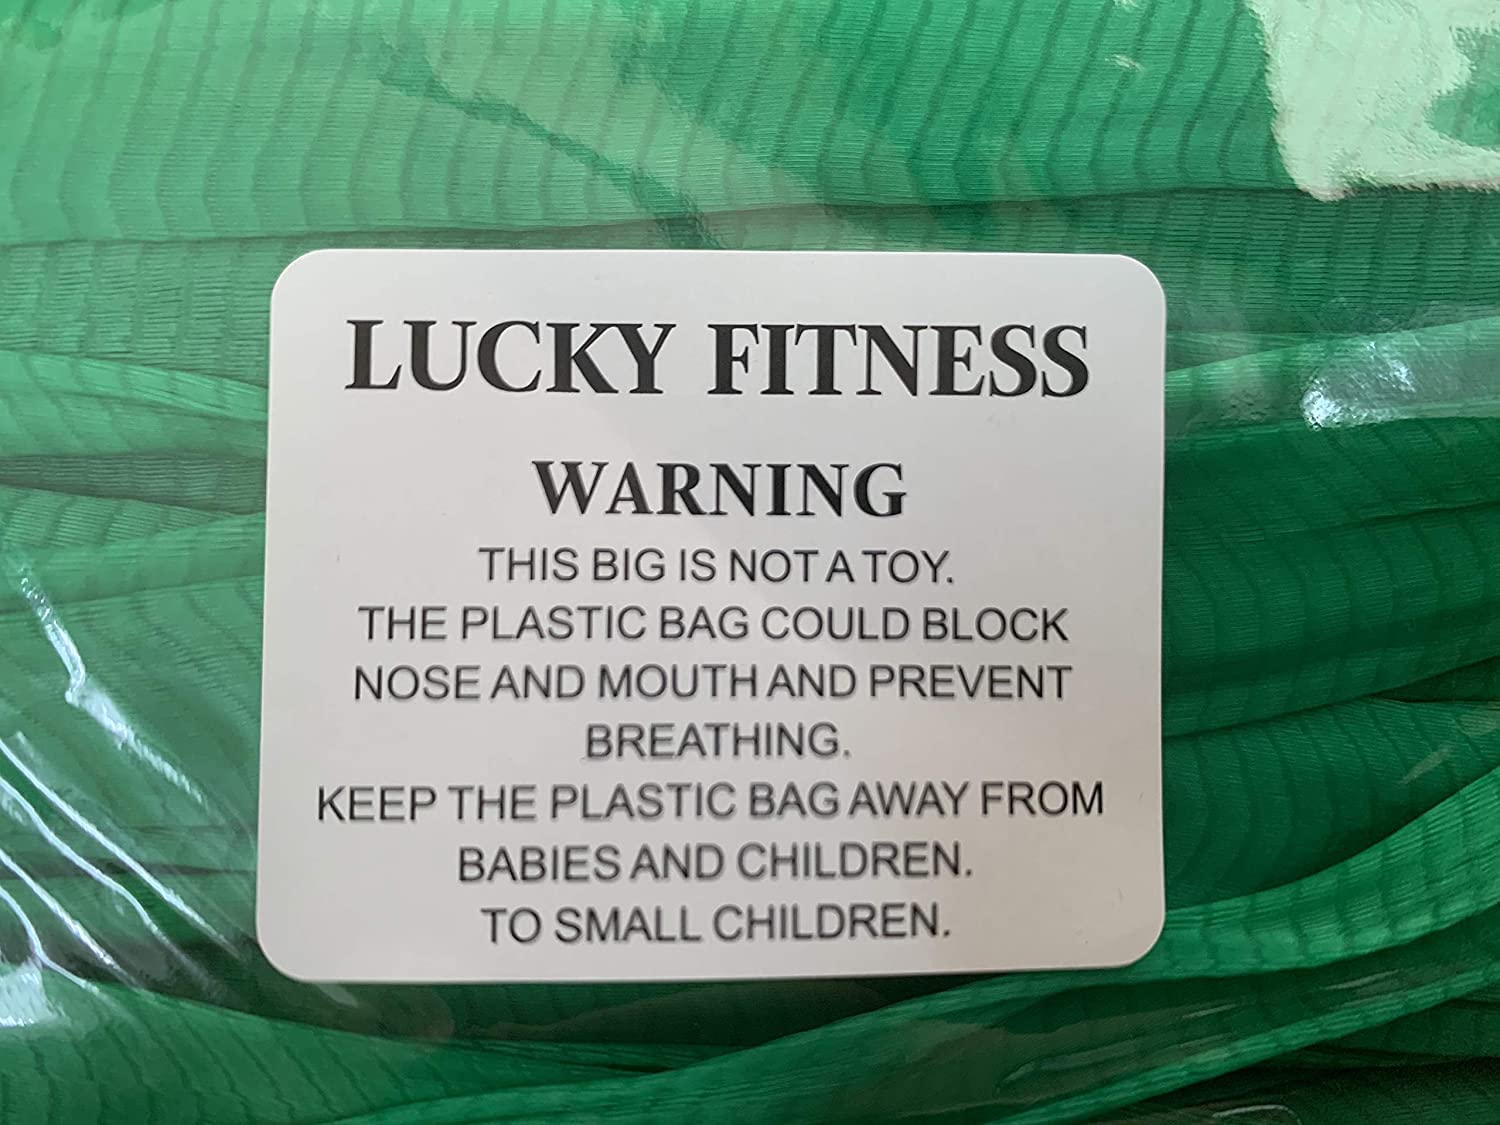 LUCKY FITNESS
WARNING
THIS BIG IS NOT A TOY.
THE PLASTIC BAG COULD BLOCK
NOSE AND MOUTH AND PREVENT
BREATHING.
KEEP THE PLASTIC BAG AWAY FROM
BABIES AND CHILDREN.
TO SMALL CHILDREN.